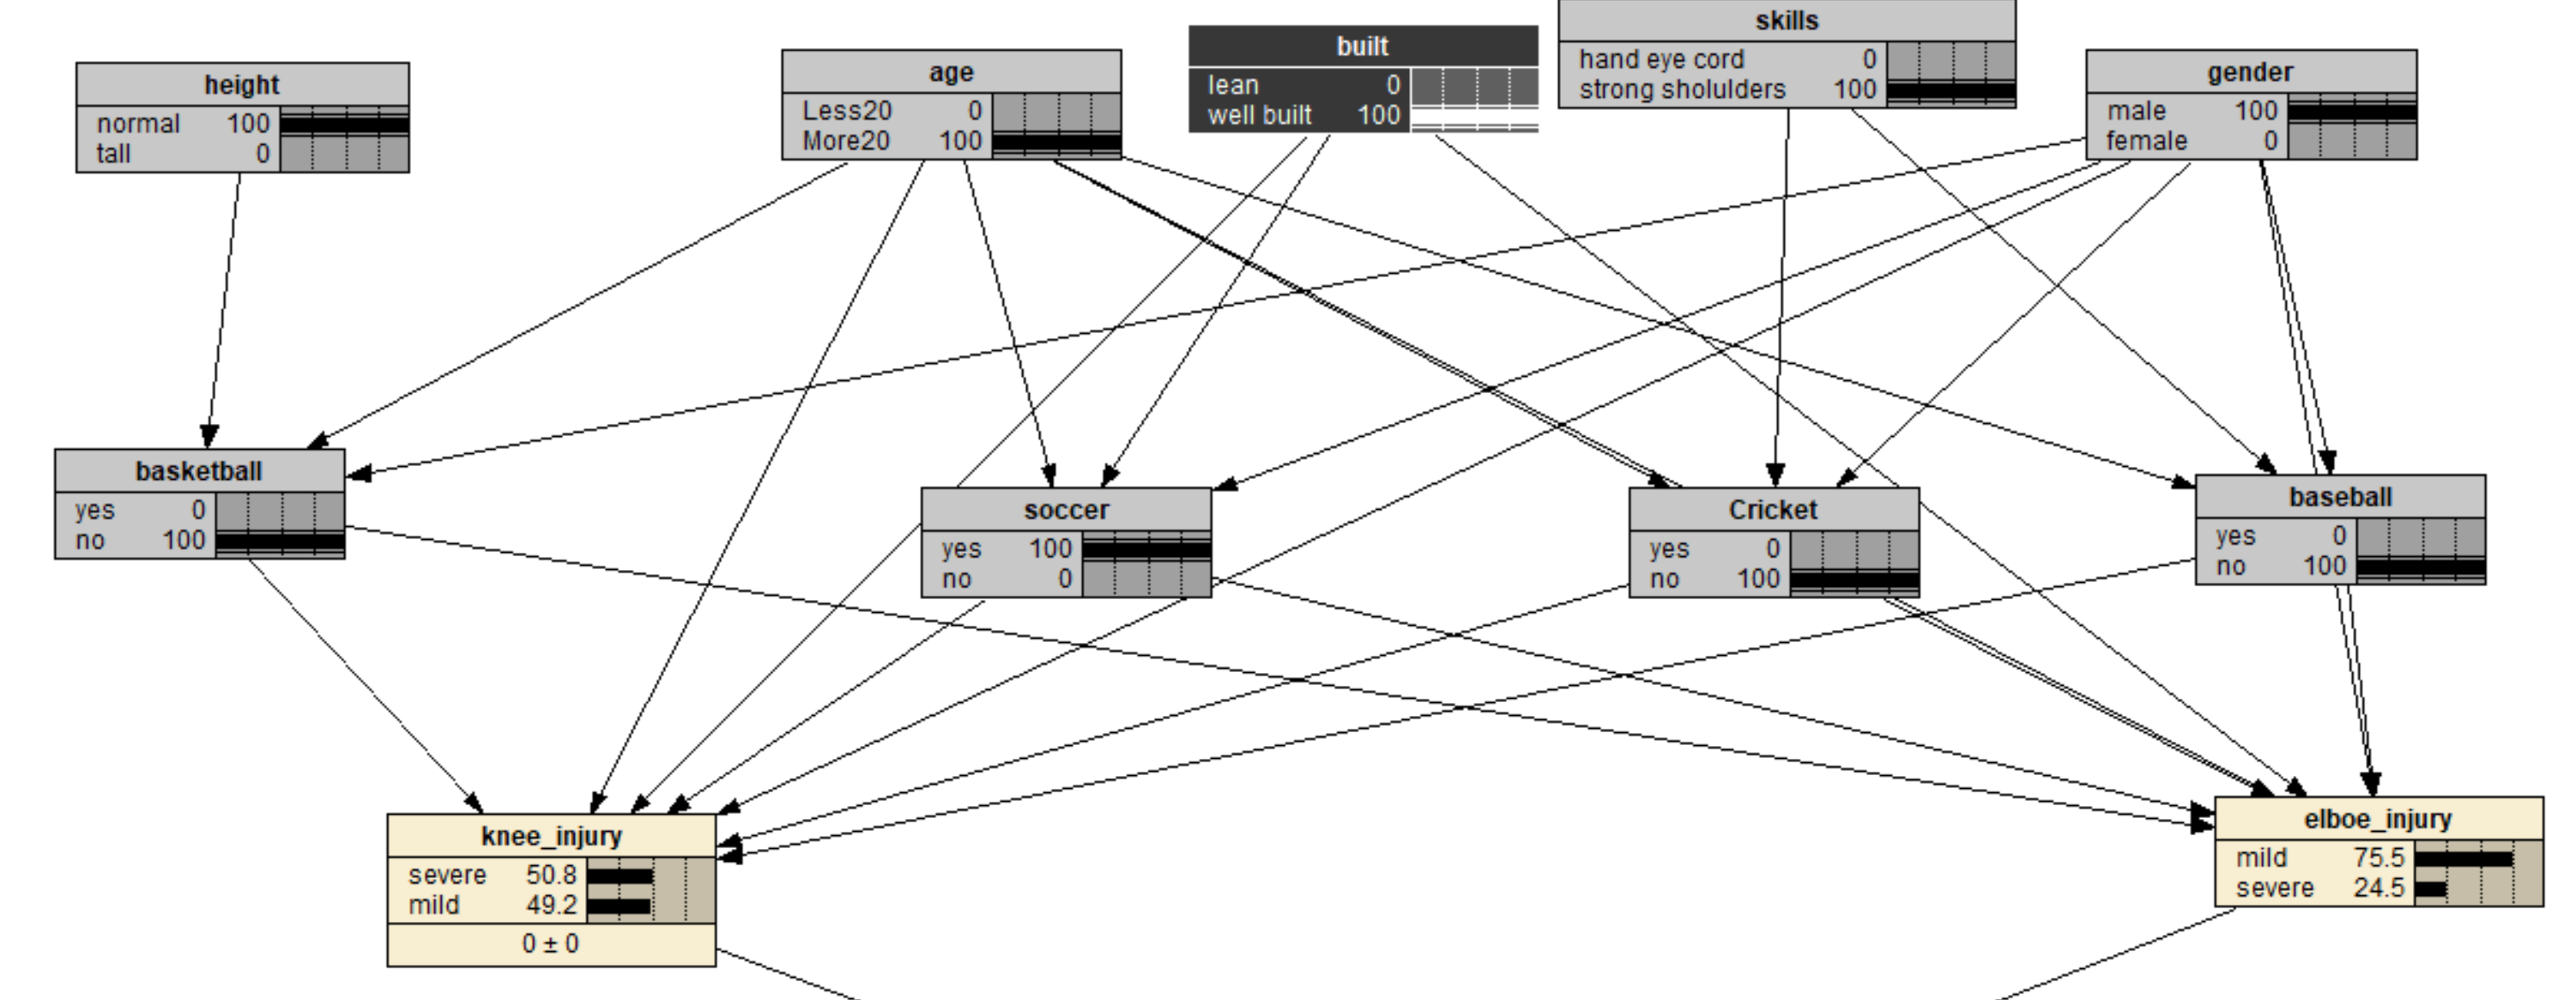 height
normal 100
tall 0
age
Less20 0
More20 100
built
lean 0
well built 100
skills
hand eye cord 0
strong sholulders 100
gender
male 100
female 0
basketball
yes 0
no 100
soccer
yes 100
no 0
Cricket
yes 0
no 100
baseball
yes 0
no 100
knee_injury
severe 50.8
mild 49.2
0 ± 0
elboe_injury
mild 75.5
severe 24.5